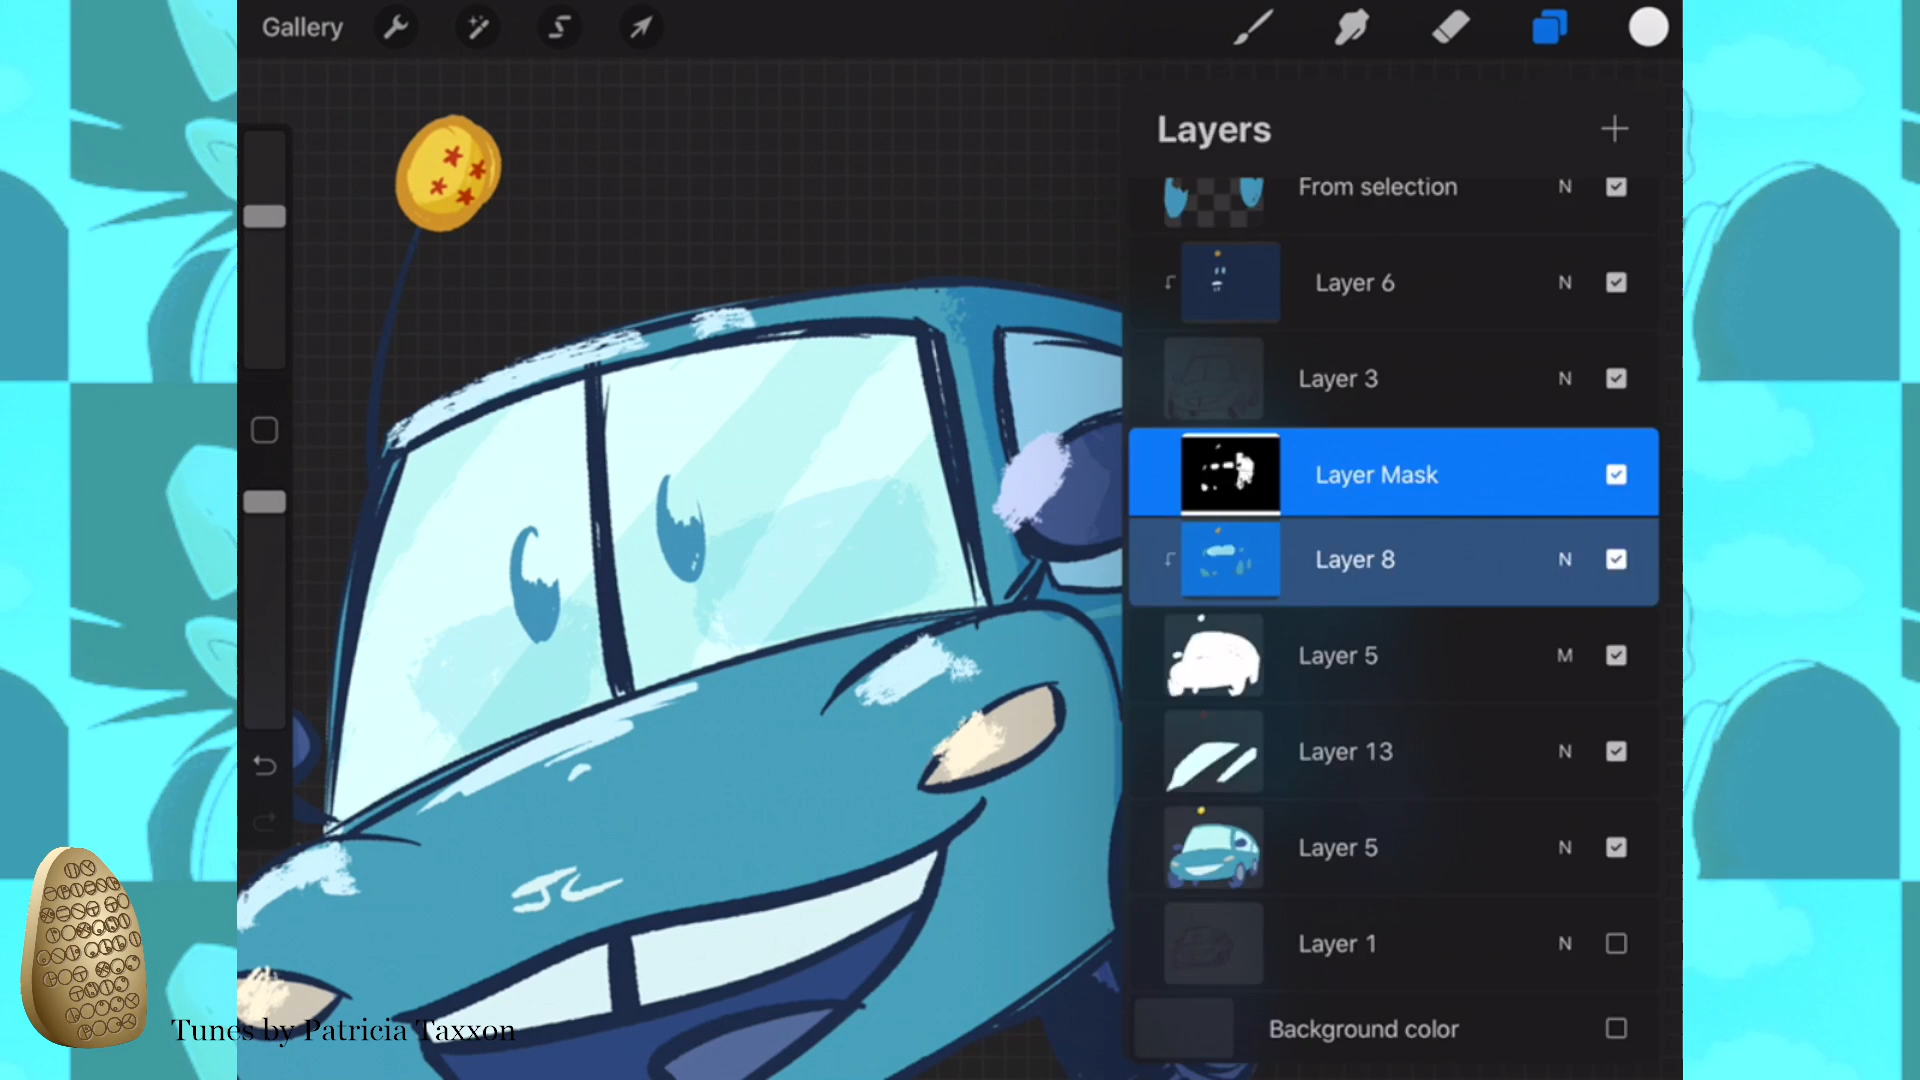 Gallery
Layers
From selection N
Layer 6 N
Layer 3 N
Layer Mask
Layer 8 N
Layer 5 M
Layer 13 N
Layer 5 N
Layer 1 N
Background color
JC
Tunes by Patricia Taxxon